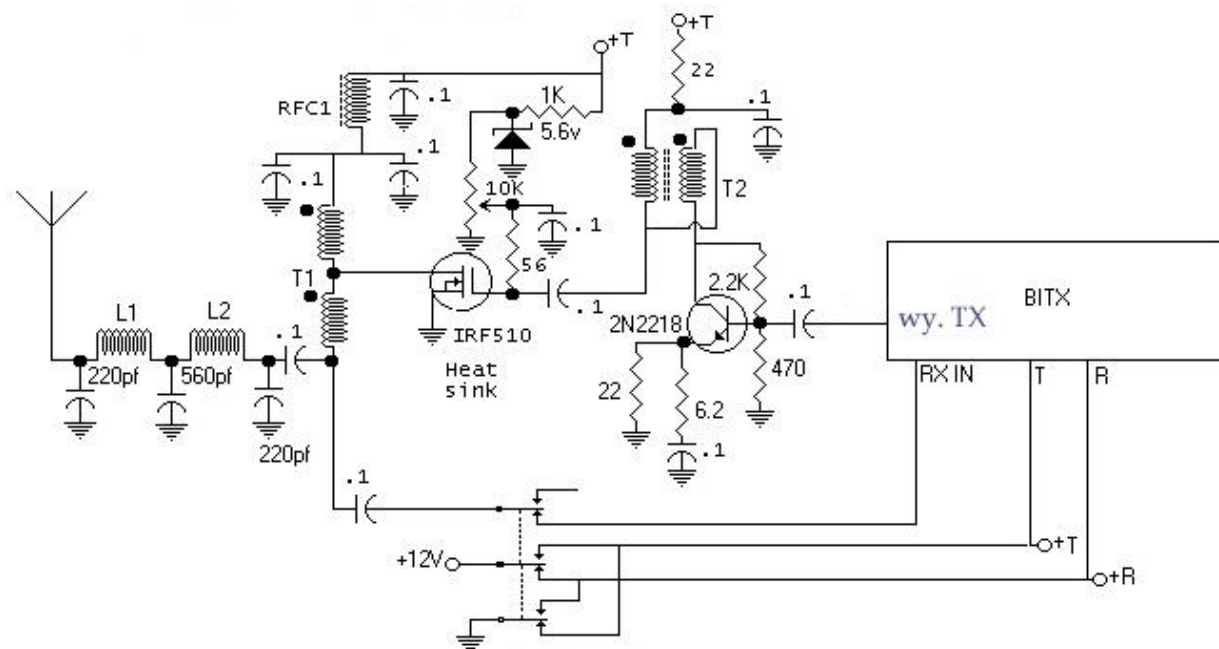 +T
+T
22
RFC1
.1
1K
5.6v
.1
.1
.1
10K
.1
T2
56
.1
T1
IRF510
Heat
sink
2.2K
.1
2N2218
wy. TX
BITX
L1
L2
.1
220pf
560pf
220pf
22
6.2
.1
470
RX IN
T
R
.1
+12V
+T
+R